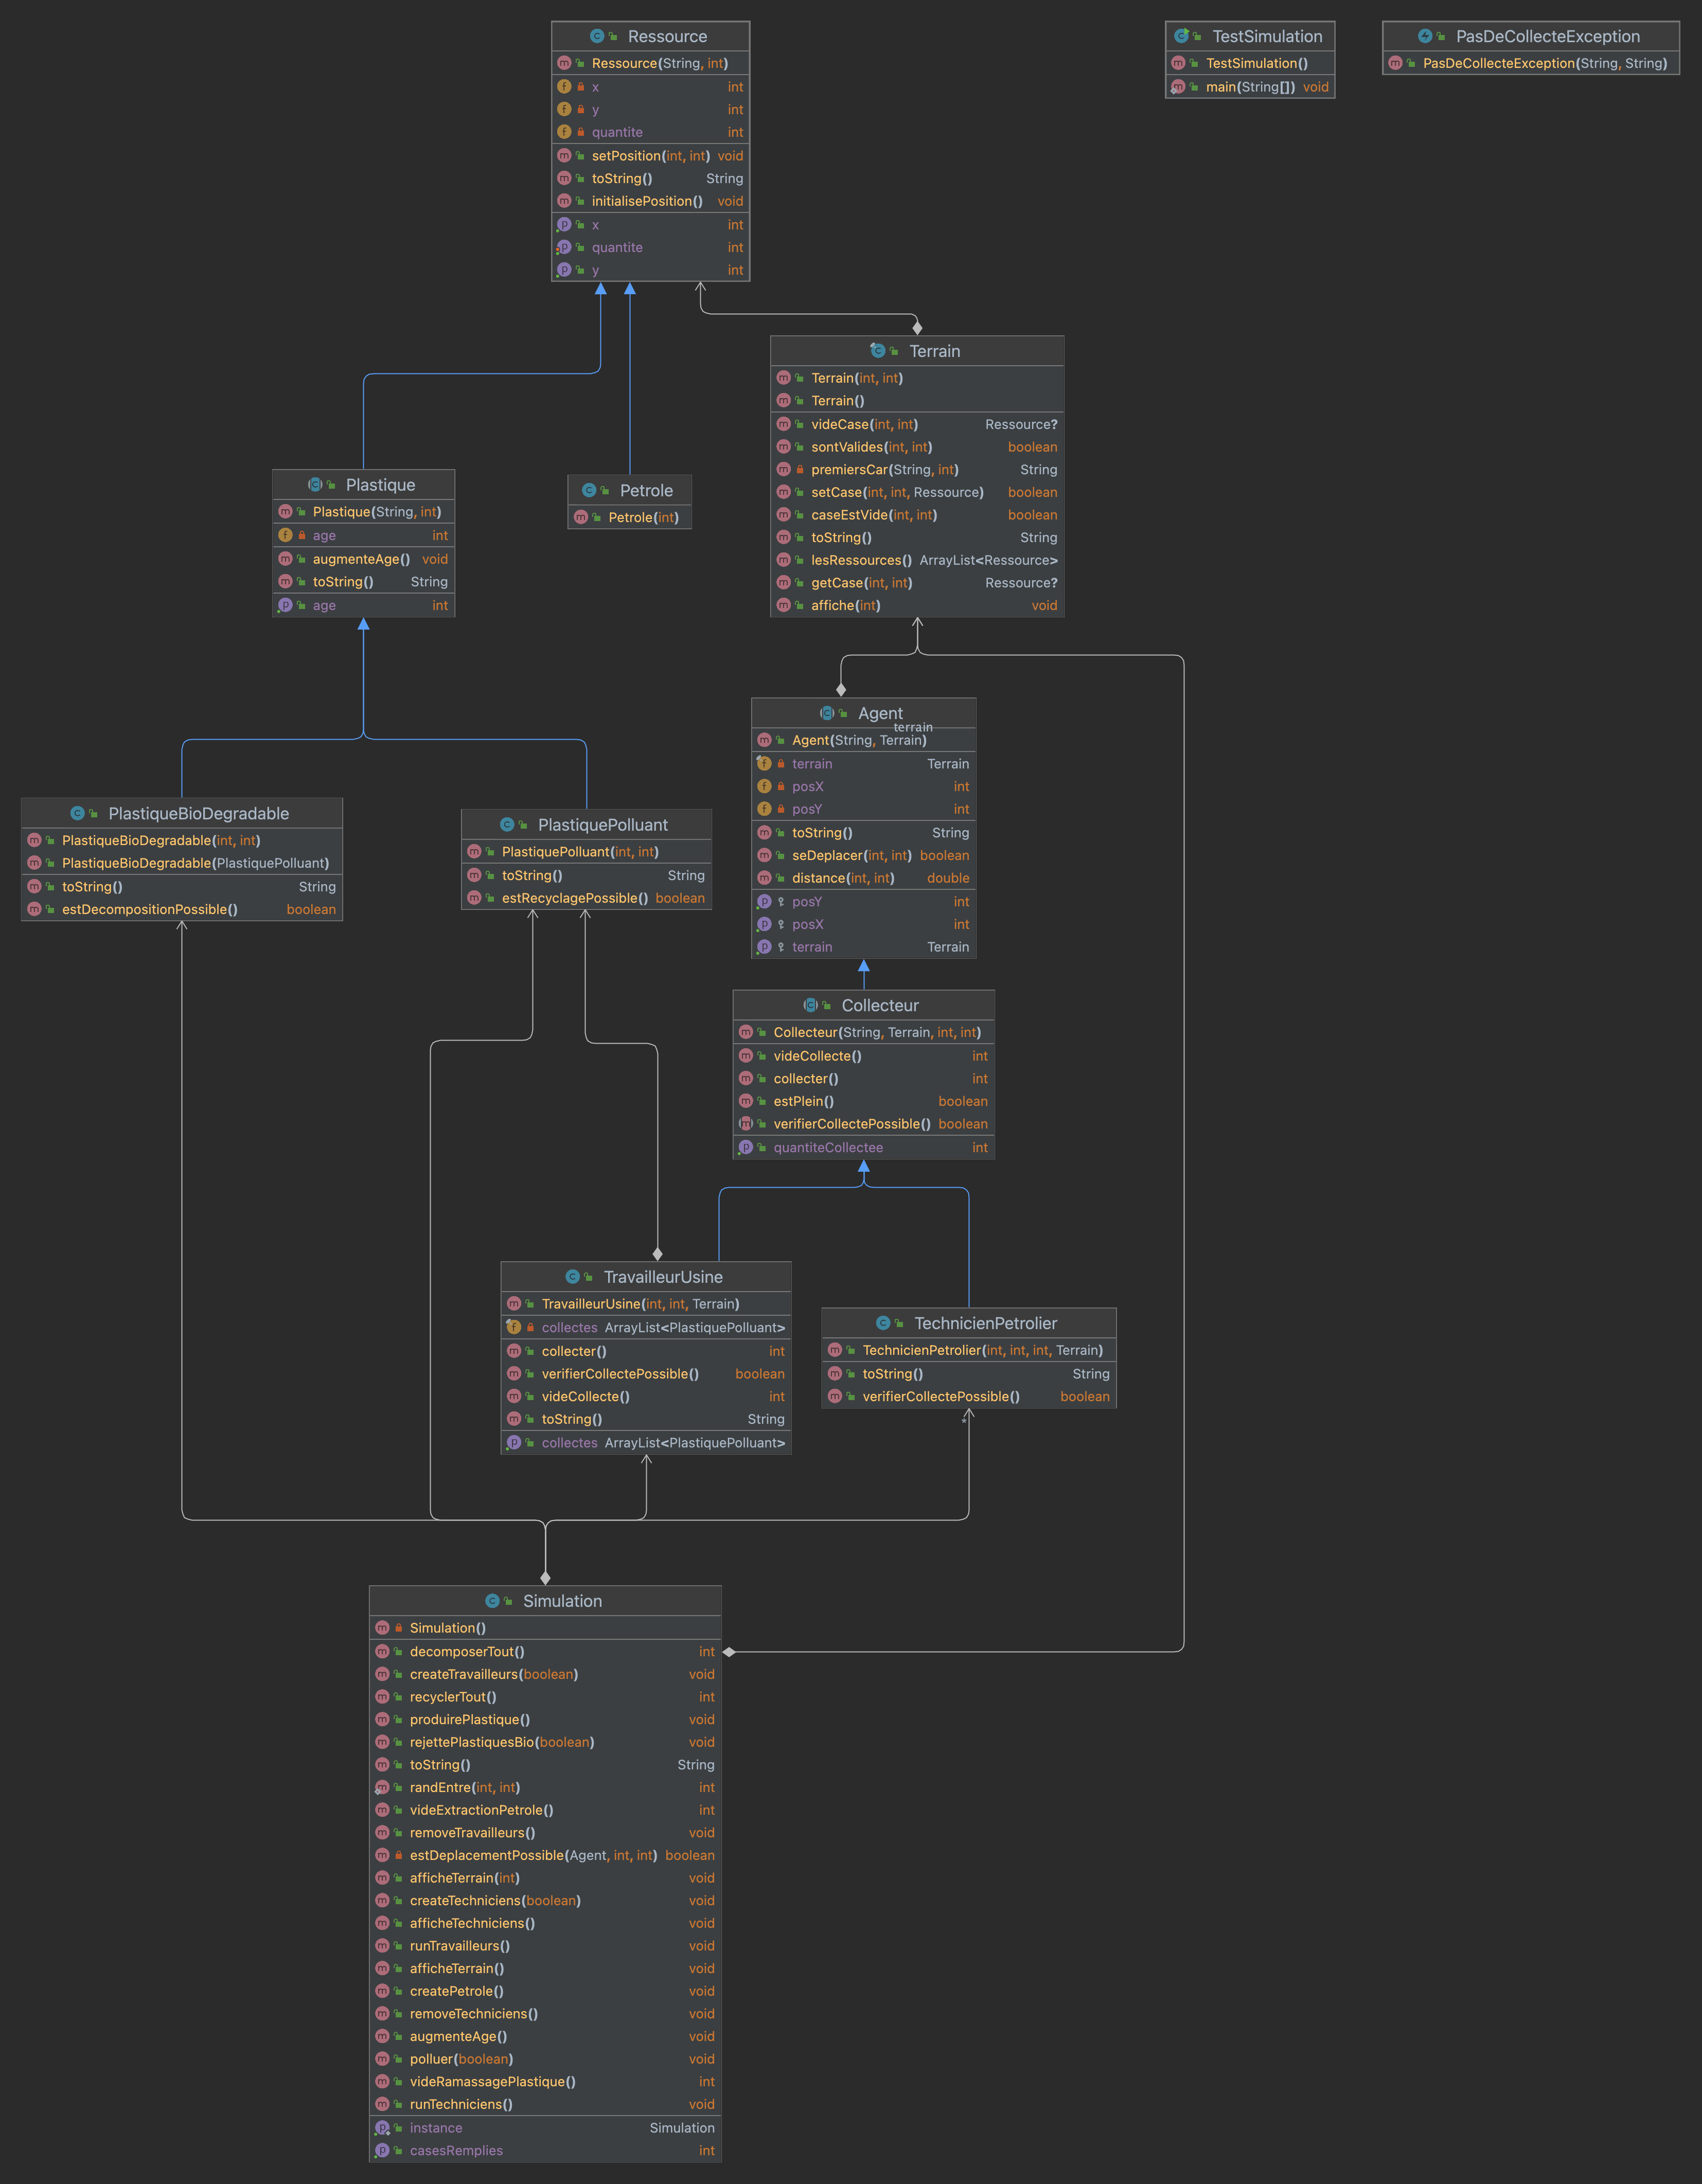 Ressource
Ressource(String, int)
x int
y int
quantite int
setPosition(int, int) void
toString() String
initialisePosition() void
x int
quantite int
y int
TestSimulation
TestSimulation()
main(String[]) void
PasDeCollecteException
PasDeCollecteException(String, String)
Terrain
Terrain(int, int)
Terrain()
videCase(int, int) Ressource?
sontValides(int, int) boolean
premiersCar(String, int) String
setCase(int, int, Ressource) boolean
caseEstVide(int, int) boolean
toString() String
lesRessources() ArrayList<Ressource>
getCase(int, int) Ressource?
affiche(int) void
Plastique
Plastique(String, int)
age int
augmenteAge() void
toString() String
age int
Petrole
Petrole(int)
Agent
terrain
Agent(String, Terrain)
terrain Terrain
posX int
posY int
toString() String
seDeplacer(int, int) boolean
distance(int, int) double
posY int
posX int
terrain Terrain
PlastiqueBioDegradable
PlastiqueBioDegradable(int, int)
PlastiqueBioDegradable(PlastiquePolluant)
toString() String
estDecompositionPossible() boolean
PlastiquePolluant
PlastiquePolluant(int, int)
toString() String
estRecyclagePossible() boolean
Collecteur
Collecteur(String, Terrain, int, int)
videCollecte() int
collecter() int
estPlein() boolean
verifierCollectePossible() boolean
quantiteCollectee int
TravailleurUsine
TravailleurUsine(int, int, Terrain)
collectes ArrayList<PlastiquePolluant>
collecter() int
verifierCollectePossible() boolean
videCollecte() int
toString() String
collectes ArrayList<PlastiquePolluant>
TechnicienPetrolier
TechnicienPetrolier(int, int, int, Terrain)
toString() String
verifierCollectePossible() boolean
*
Simulation
Simulation()
decomposerTout() int
createTravailleurs(boolean) void
recyclerTout() int
produirePlastique() void
rejettePlastiquesBio(boolean) void
toString() String
randEntre(int, int) int
videExtractionPetrole() int
removeTravailleurs() void
estDeplacementPossible(Agent, int, int) boolean
afficheTerrain(int) void
createTechniciens(boolean) void
afficheTechniciens() void
runTravailleurs() void
afficheTerrain() void
createPetrole() void
removeTechniciens() void
augmenteAge() void
polluer(boolean) void
videRamassagePlastique() int
runTechniciens() void
instance Simulation
casesRemplies int